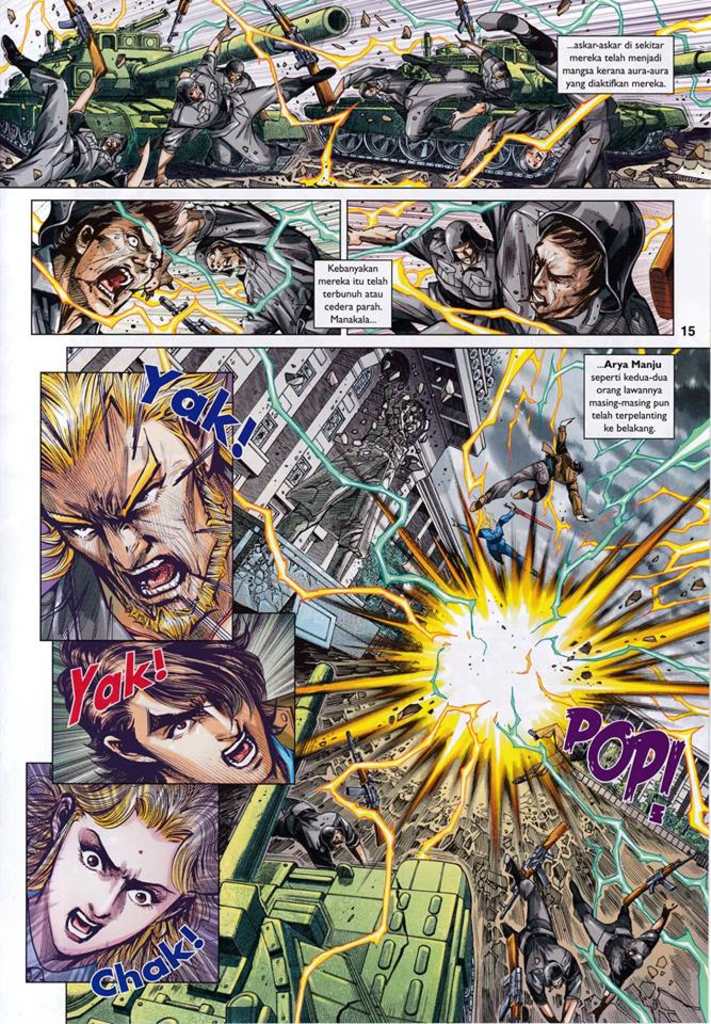 ...askar-askar di sekitar
mereka telah menjadi
mangsa kerana aura-aura
yang diaktifkan mereka.
Kebanyakan
mereka itu telah
terbunuh atau
cedera parah.
Manakala...
15
...Arya Manju
seperti kedua-dua
orang lawannya
masing-masing pun
telah terpelanting
ke belakang.
Yak!
Yak!
POP!
Chak!